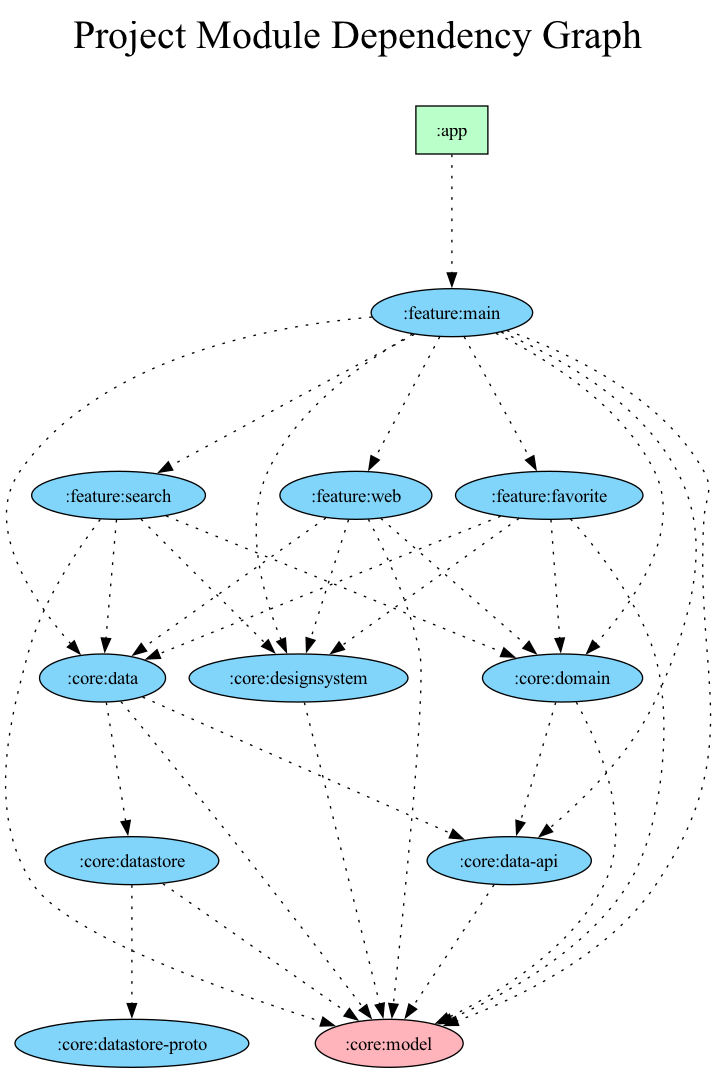 Project Module Dependency Graph
:app
:feature:main
:feature:search
:feature:web
:feature:favorite
:core:data
:core:designsystem
:core:domain
:core:datastore
:core:data-api
:core:datastore-proto
:core:model